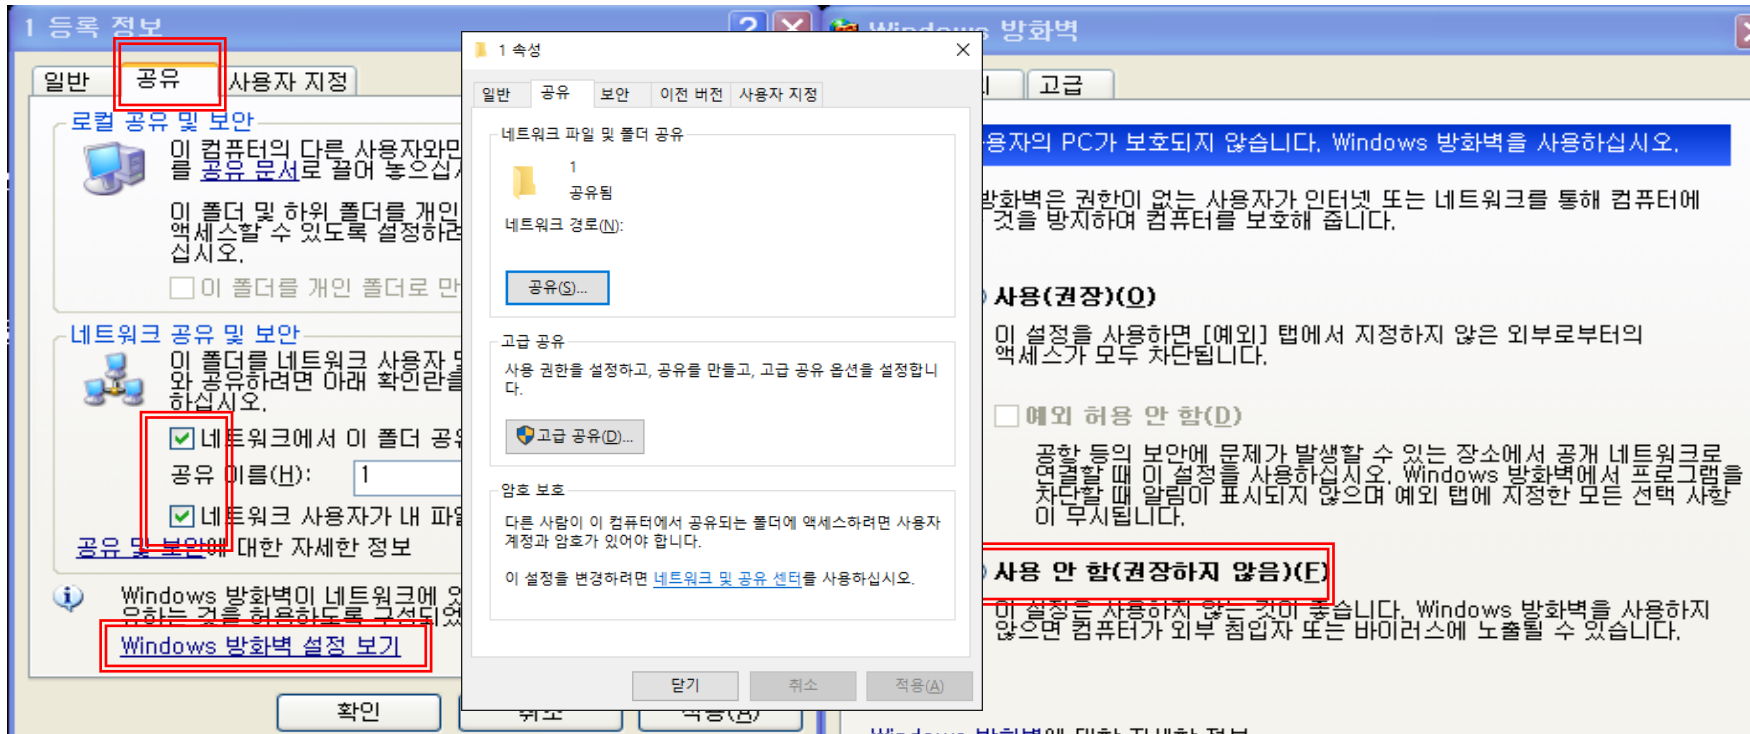 1 등록 정보
일반
공유
사용자 지정
로컬 공유 및 보안
이 컴퓨터의 다른 사용자와만
를 공유 문서로 끌어 놓으십
이 폴더 및 하위 폴더를 개인
액세스할 수 있도록 설정하려
십시오.
이 폴더를 개인 폴더로 만
네트워크 공유 및 보안
이 폴더를 네트워크 사용자 및
와 공유하려면 아래 확인란을
하십시오.
네트워크에서 이 폴더 공유
공유 이름(H):
1
네트워크 사용자가 내 파일
공유 및 보안에 대한 자세한 정보
Windows 방화벽이 네트워크에 있
유하는 것을 허용하도록 구성되었
Windows 방화벽 설정 보기
확인
취소
적용(A)
1 속성
일반
공유
보안
이전 버전
사용자 지정
네트워크 파일 및 폴더 공유
1
공유됨
네트워크 경로(N):
공유(S)...
고급 공유
사용 권한을 설정하고, 공유를 만들고, 고급 공유 옵션을 설정합니
다.
고급 공유(D)...
암호 보호
다른 사람이 이 컴퓨터에서 공유되는 폴더에 액세스하려면 사용자
계정과 암호가 있어야 합니다.
이 설정을 변경하려면 네트워크 및 공유 센터를 사용하십시오.
닫기
취소
적용(A)
Windows 방화벽
고급
용자의 PC가 보호되지 않습니다. Windows 방화벽을 사용하십시오.
방화벽은 권한이 없는 사용자가 인터넷 또는 네트워크를 통해 컴퓨터에
것을 방지하여 컴퓨터를 보호해 줍니다.
사용(권장)(O)
이 설정을 사용하면 [예외] 탭에서 지정하지 않은 외부로부터의
액세스가 모두 차단됩니다.
예외 허용 안 함(D)
공항 등의 보안에 문제가 발생할 수 있는 장소에서 공개 네트워크로
연결할 때 이 설정을 사용하십시오. Windows 방화벽에서 프로그램을
차단할 때 알림이 표시되지 않으며 예외 탭에 지정한 모든 선택 사항
이 무시됩니다.
사용 안 함(권장하지 않음)(F)
이 설정은 사용하지 않는 것이 좋습니다. Windows 방화벽을 사용하지
않으면 컴퓨터가 외부 침입자 또는 바이러스에 노출될 수 있습니다.
Windows 방화벽에 대한 자세한 정보